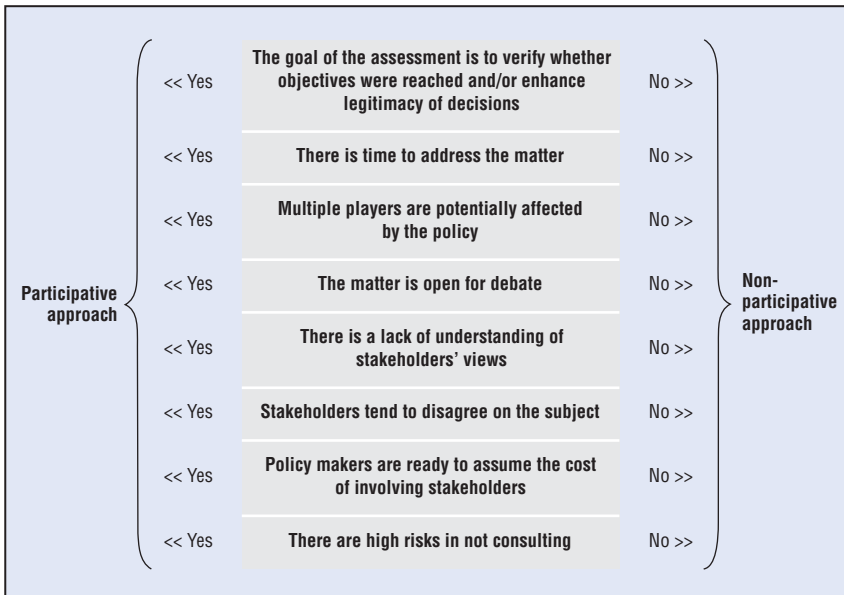 The goal of the assessment is to verify whether
<< Yes objectives were reached and/or enhance No >>
legitimacy of decisions
<< Yes There is time to address the matter No >>
Multiple players are potentially affected
<< Yes by the policy No >>
<< Yes The matter is open for debate No >>
Participative
approach
Non-
participative
approach
There is a lack of understanding of
<< Yes stakeholders’ views No >>
<< Yes Stakeholders tend to disagree on the subject No >>
Policy makers are ready to assume the cost
<< Yes of involving stakeholders No >>
<< Yes There are high risks in not consulting No >>